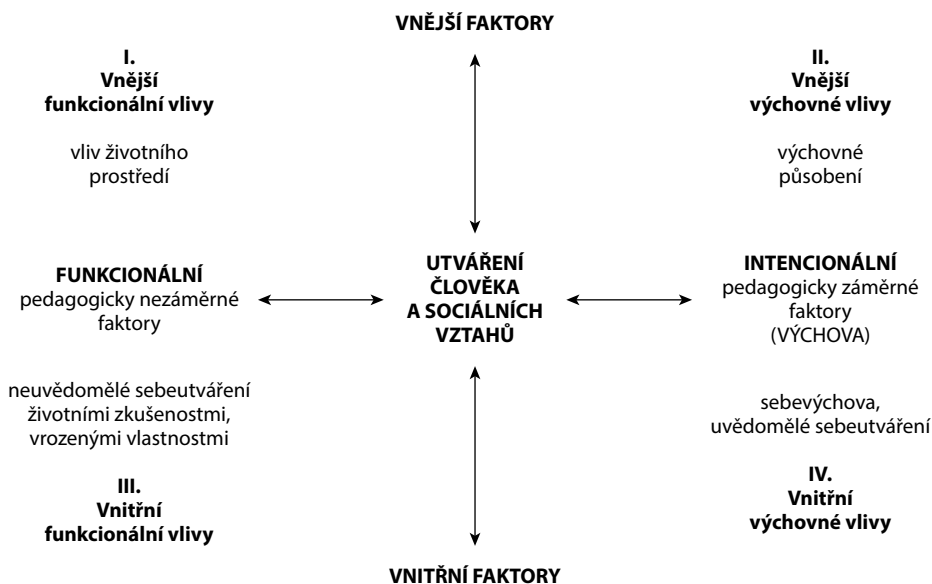 VNĚJŠÍ FAKTORY
I.
Vnější
funkcionální vlivy
vliv životního
prostředí
II.
Vnější
výchovné vlivy
výchovné
působení
FUNKCIONÁLNÍ
pedagogicky nezáměrné
faktory
UTVÁŘENÍ
ČLOVĚKA
A SOCIÁLNÍCH
VZTAHŮ
INTENCIONÁLNÍ
pedagogicky záměrné
faktory
(VÝCHOVA)
neuvědomělé sebeutváření
životními zkušenostmi,
vrozenými vlastnostmi
III.
Vnitřní
funkcionální vlivy
sebevýchova,
uvědomělé sebeutváření
IV.
Vnitřní
výchovné vlivy
VNITŘNÍ FAKTORY